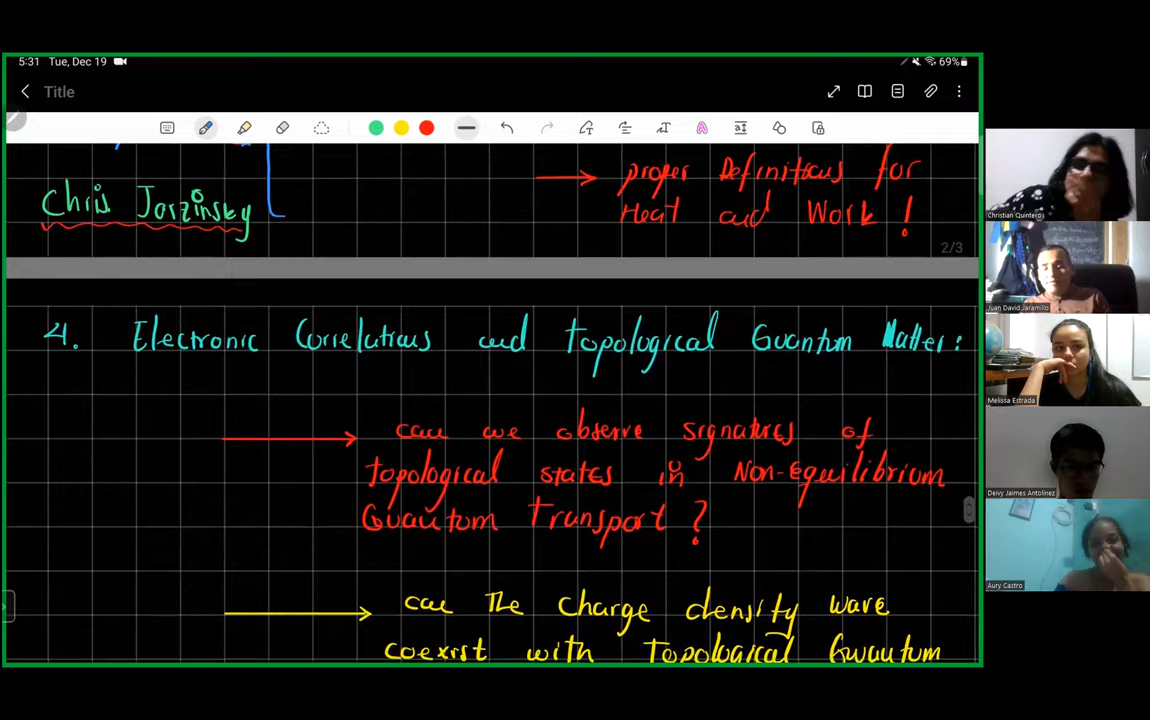 5:31 Tue, Dec 19
69%
Title
proper Definitions for
Heat and Work !
Chris Jarzinsky
2/3
4. Electronic Correlations and Topological Quantum Matter:
can we observe signatures of
topological states in Non-equilibrium
Quantum Transport ?
can The charge density wave
coexist with Topological Quantum
Christian Quintero
Juan David Jaramillo
Melissa Estrada
Deivy Jaimes Antolinez
Aury Castro